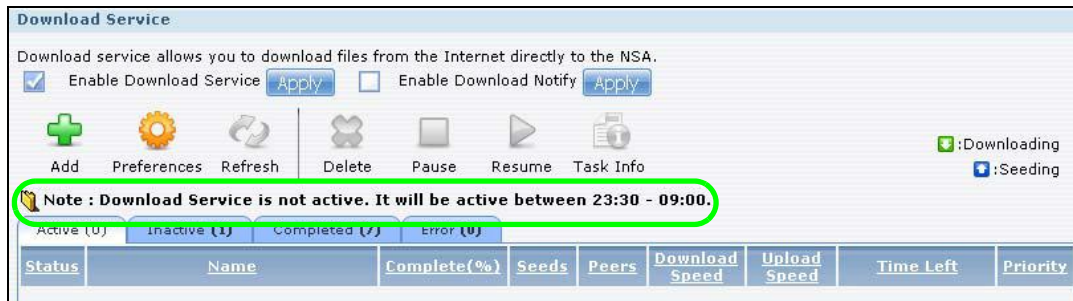 Download Service
Download service allows you to download files from the Internet directly to the NSA.
Enable Download Service Apply Enable Download Notify Apply
Add Preferences Refresh Delete Pause Resume Task Info
:Downloading
:Seeding
Note : Download Service is not active. It will be active between 23:30 - 09:00.
Active (0) Inactive (1) Completed (7) Error (0)
Status Name Complete(%) Seeds Peers Download Speed Upload Speed Time Left Priority